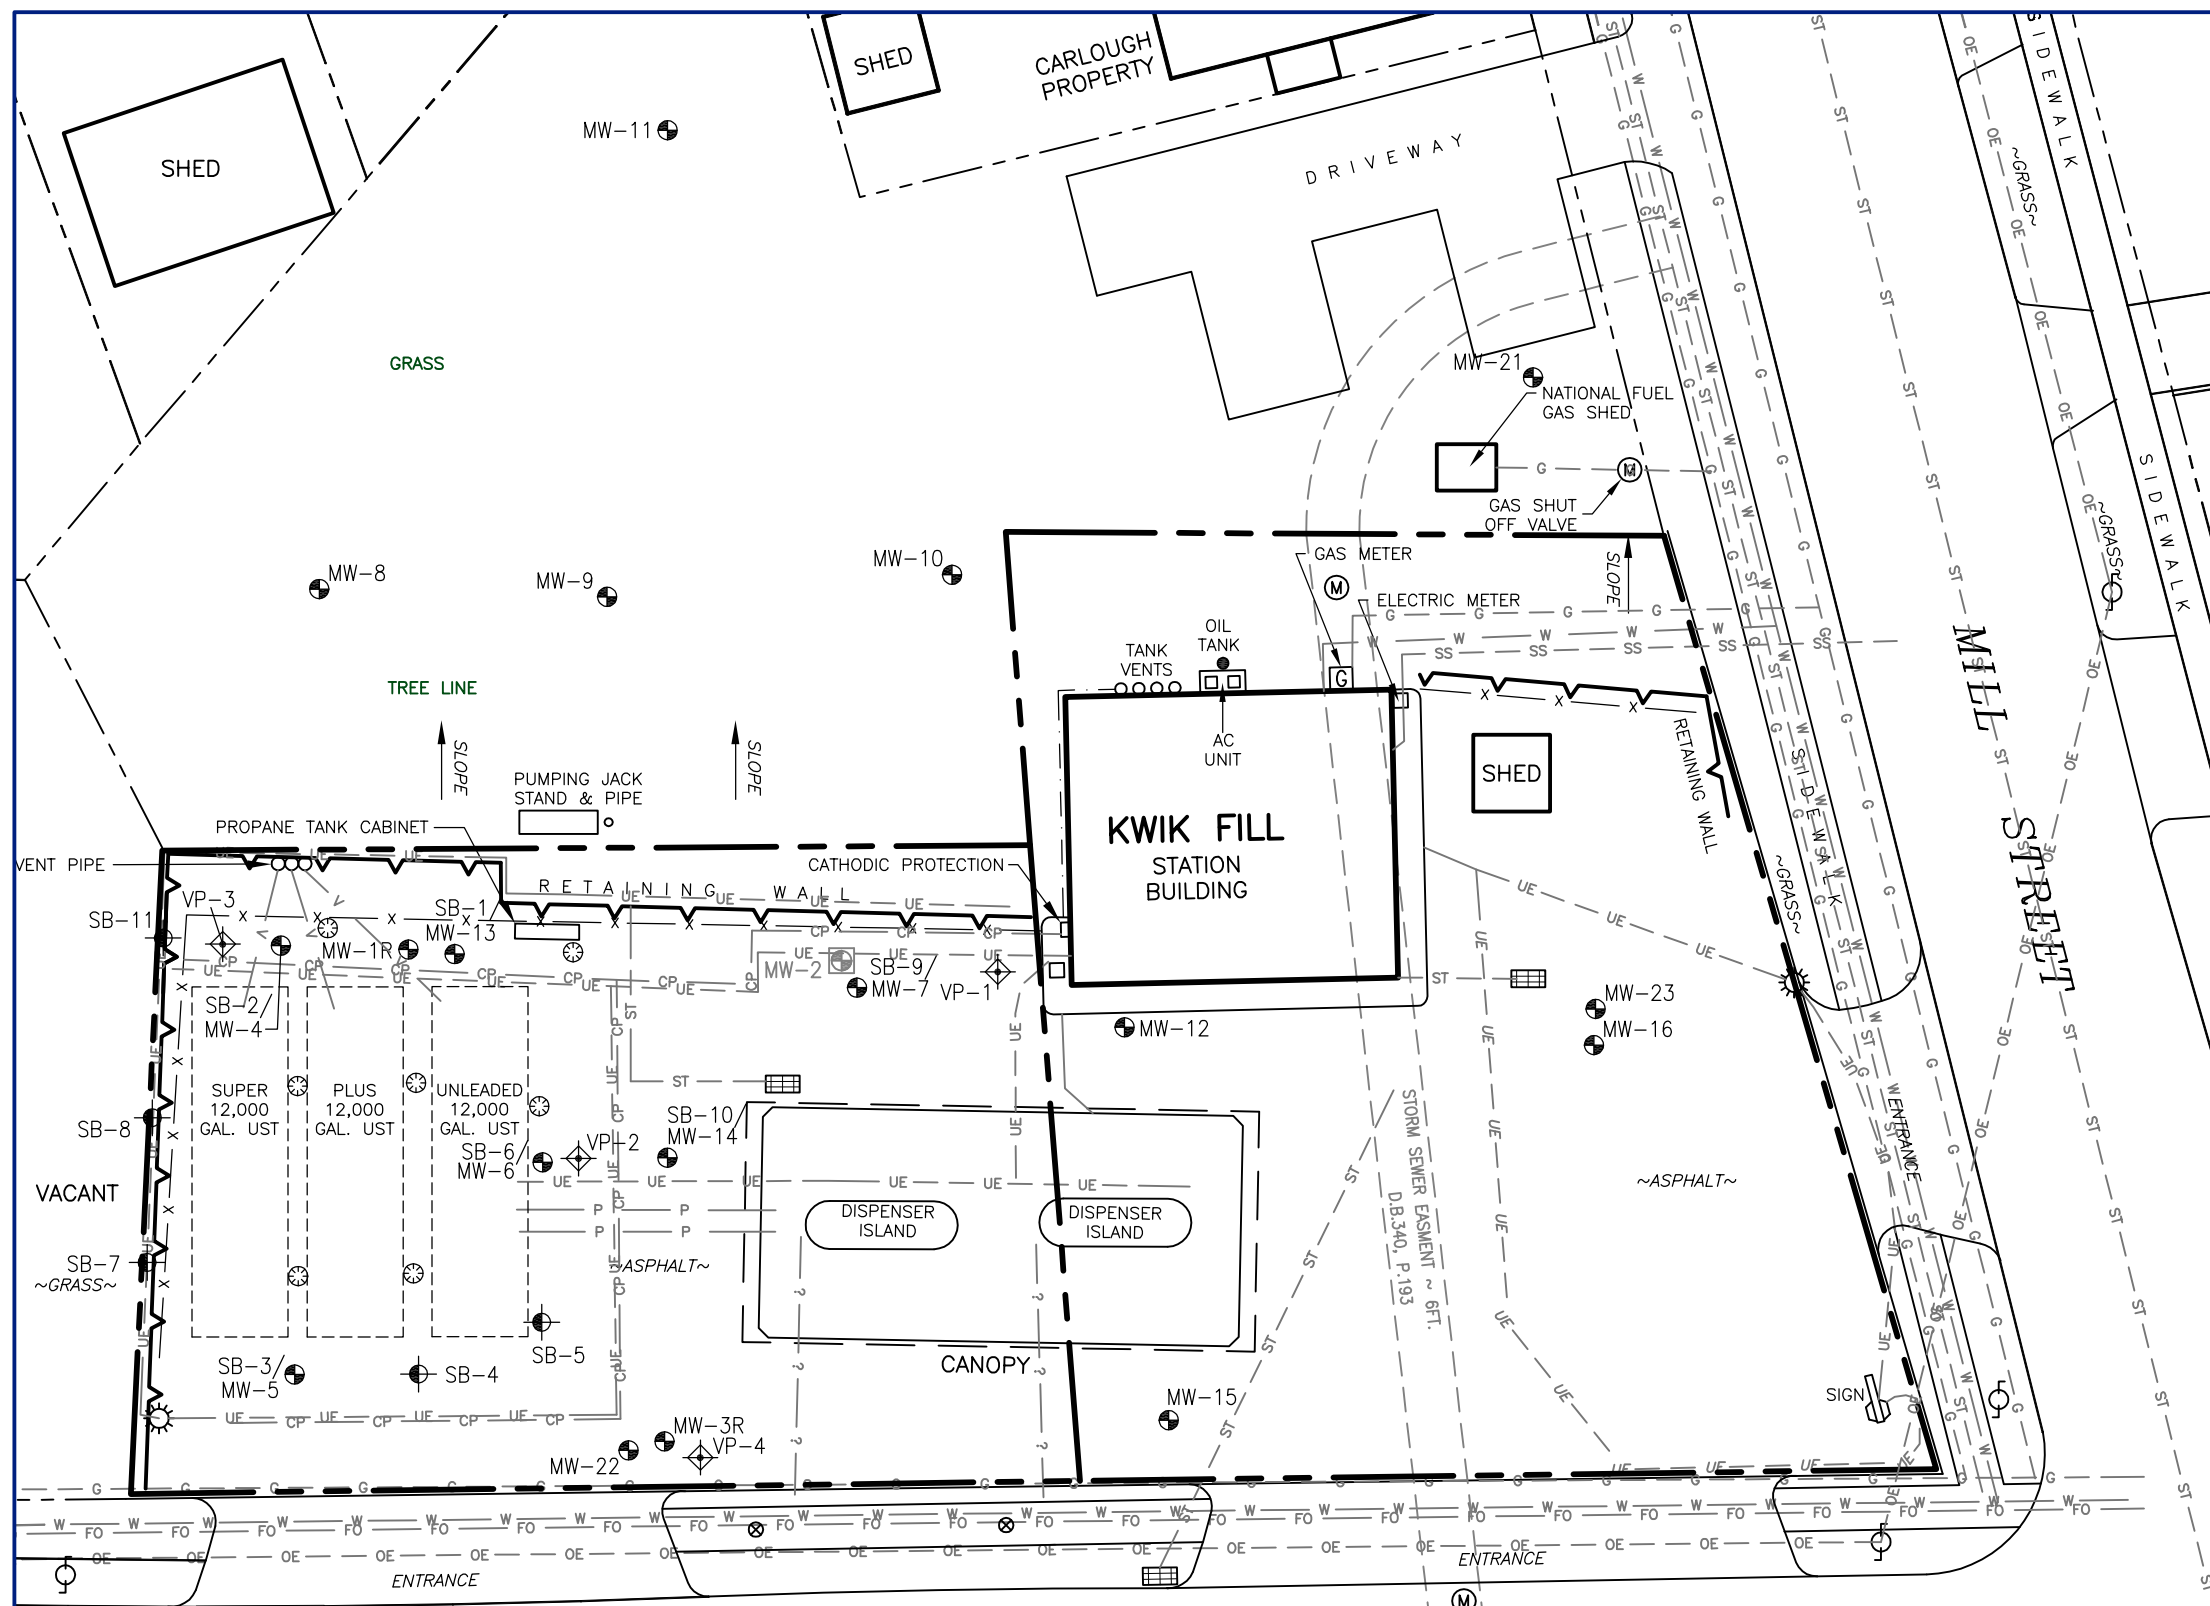 SHED
SHED
CARLOUGH
PROPERTY
MW-11
DRIVEWAY
SIDEWALK
~GRASS~
GRASS
MW-21
NATIONAL FUEL
GAS SHED
GAS SHUT
OFF VALVE
M
SIDEWALK
~GRASS~
MW-8
MW-9
MW-10
GAS METER
M
ELECTRIC METER
SLOPE
OIL
TANK
TANK
VENTS
G
TREE LINE
SLOPE
SLOPE
AC
UNIT
SHED
RETAINING WALL
SIDEWALK
MILL STREET
PUMPING JACK
STAND & PIPE
PROPANE TANK CABINET
VENT PIPE
KWIK FILL
STATION
BUILDING
CATHODIC PROTECTION
RETAINING WALL
~GRASS~
VP-3
SB-11
SB-1
MW-13
MW-1R
MW-2
SB-9/
MW-7
VP-1
SB-2/
MW-4
MW-12
MW-23
MW-16
SUPER
12,000
GAL. UST
PLUS
12,000
GAL. UST
UNLEADED
12,000
GAL. UST
SB-10
MW-14
SB-8
SB-6/
MW-6
VP-2
STORM SEWER EASMENT ~ 6FT.
D.B.340, P.193
ENTRANCE
~ASPHALT~
VACANT
DISPENSER
ISLAND
DISPENSER
ISLAND
SB-7
~GRASS~
~ASPHALT~
SB-5
SB-3/
MW-5
SB-4
CANOPY
MW-15
SIGN
MW-3R
VP-4
MW-22
ENTRANCE
ENTRANCE
M